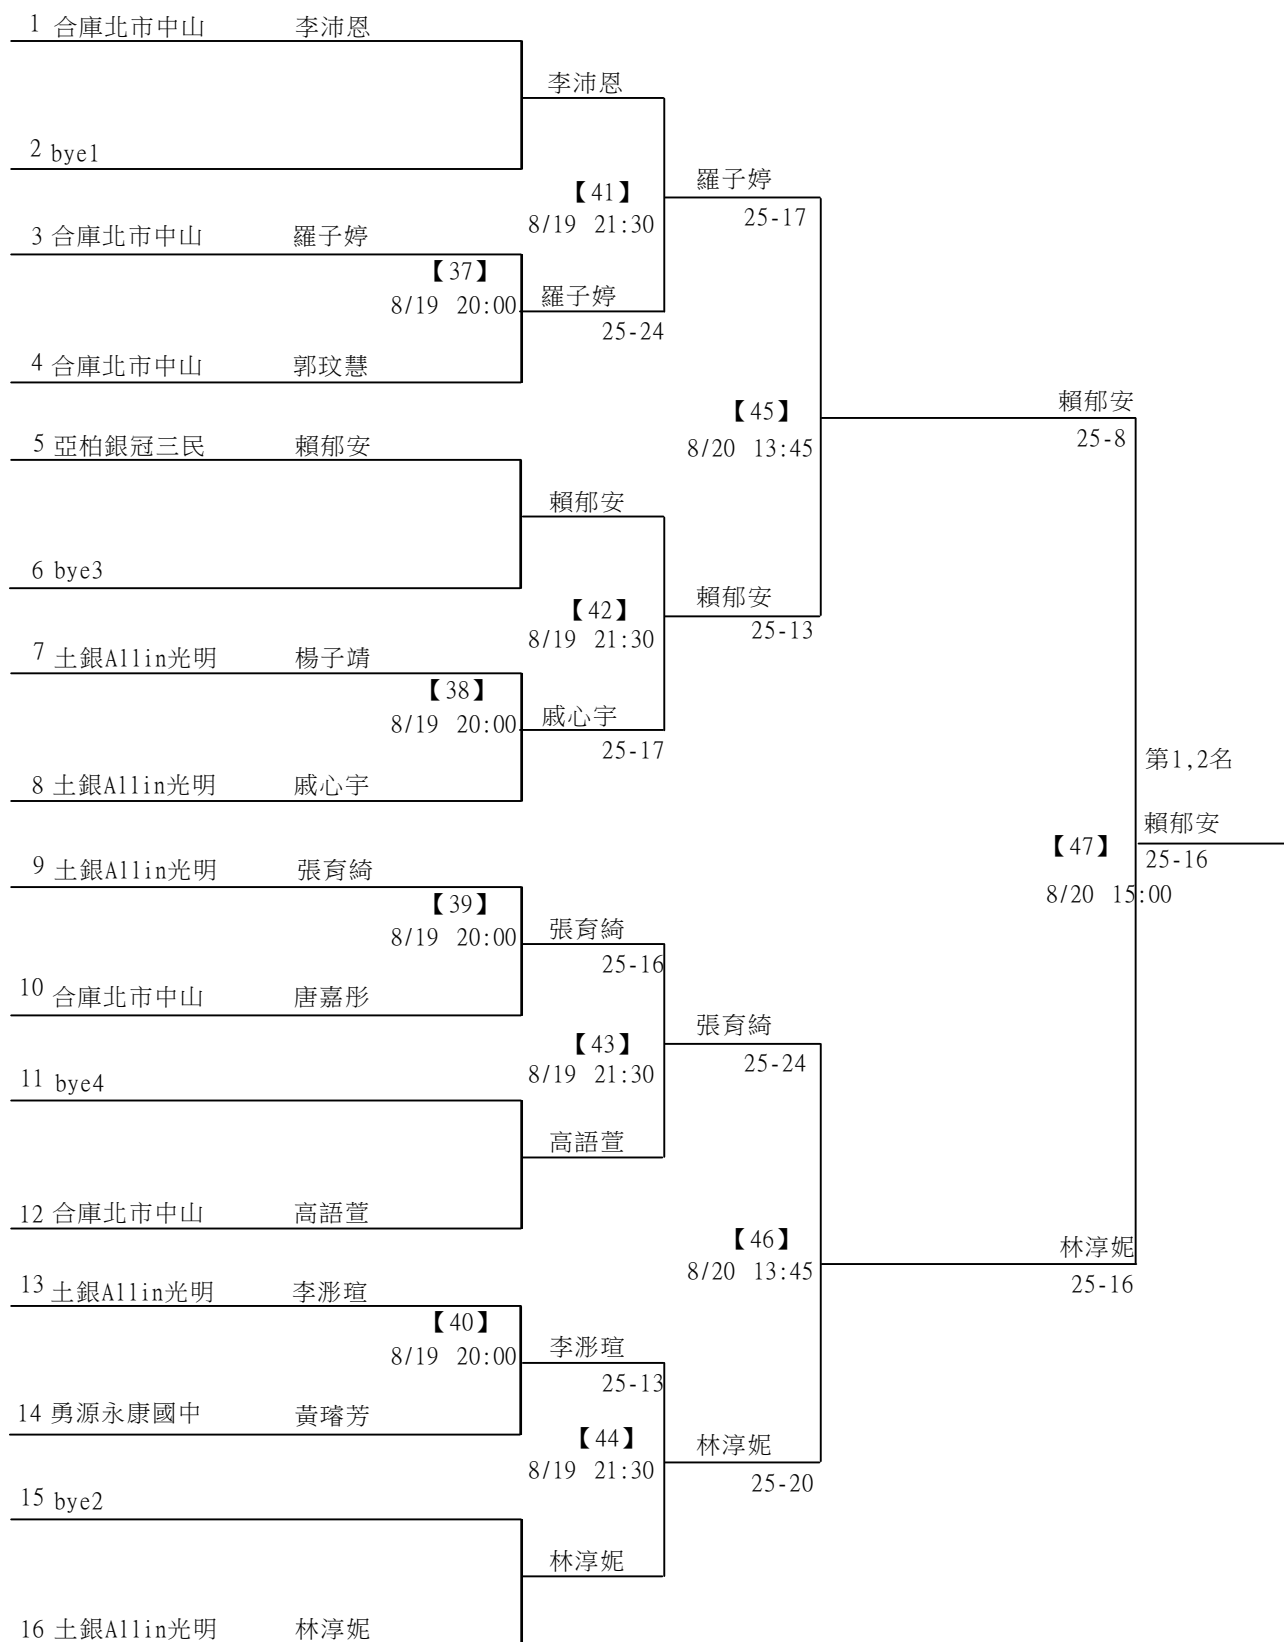 1 合庫北市中山 李沛恩
李沛恩
2 bye1
【41】
8/19 21:30
羅子婷
25-17
3 合庫北市中山 羅子婷
【37】
8/19 20:00
羅子婷
25-24
4 合庫北市中山 郭玟慧
【45】
8/20 13:45
賴郁安
25-8
5 亞柏銀冠三民 賴郁安
賴郁安
6 bye3
【42】
8/19 21:30
賴郁安
25-13
7 土銀Allin光明 楊子靖
【38】
8/19 20:00
戚心宇
25-17
8 土銀Allin光明 戚心宇
第1,2名
賴郁安
【47】
25-16
8/20 15:00
9 土銀Allin光明 張育綺
【39】
8/19 20:00
張育綺
25-16
10 合庫北市中山 唐嘉彤
【43】
8/19 21:30
張育綺
25-24
11 bye4
高語萱
12 合庫北市中山 高語萱
【46】
8/20 13:45
林淳妮
25-16
13 土銀Allin光明 李浵瑄
【40】
8/19 20:00
李浵瑄
25-13
14 勇源永康國中 黃璿芳
【44】
8/19 21:30
林淳妮
25-20
15 bye2
林淳妮
16 土銀Allin光明 林淳妮